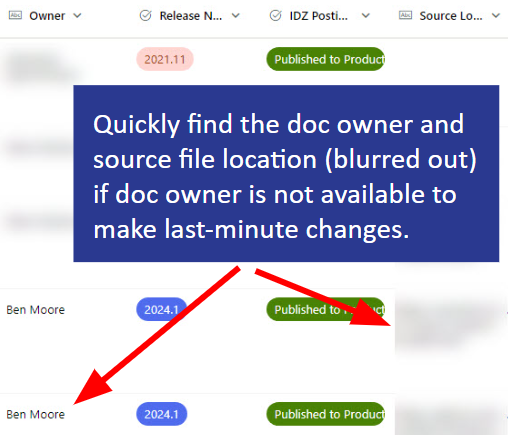 Owner Release N... IDZ Posti... Source Lo...
2021.11 Published to Product
Quickly find the doc owner and
source file location (blurred out)
if doc owner is not available to
make last-minute changes.
Ben Moore 2024.1 Published to Product
Ben Moore 2024.1 Published to Product